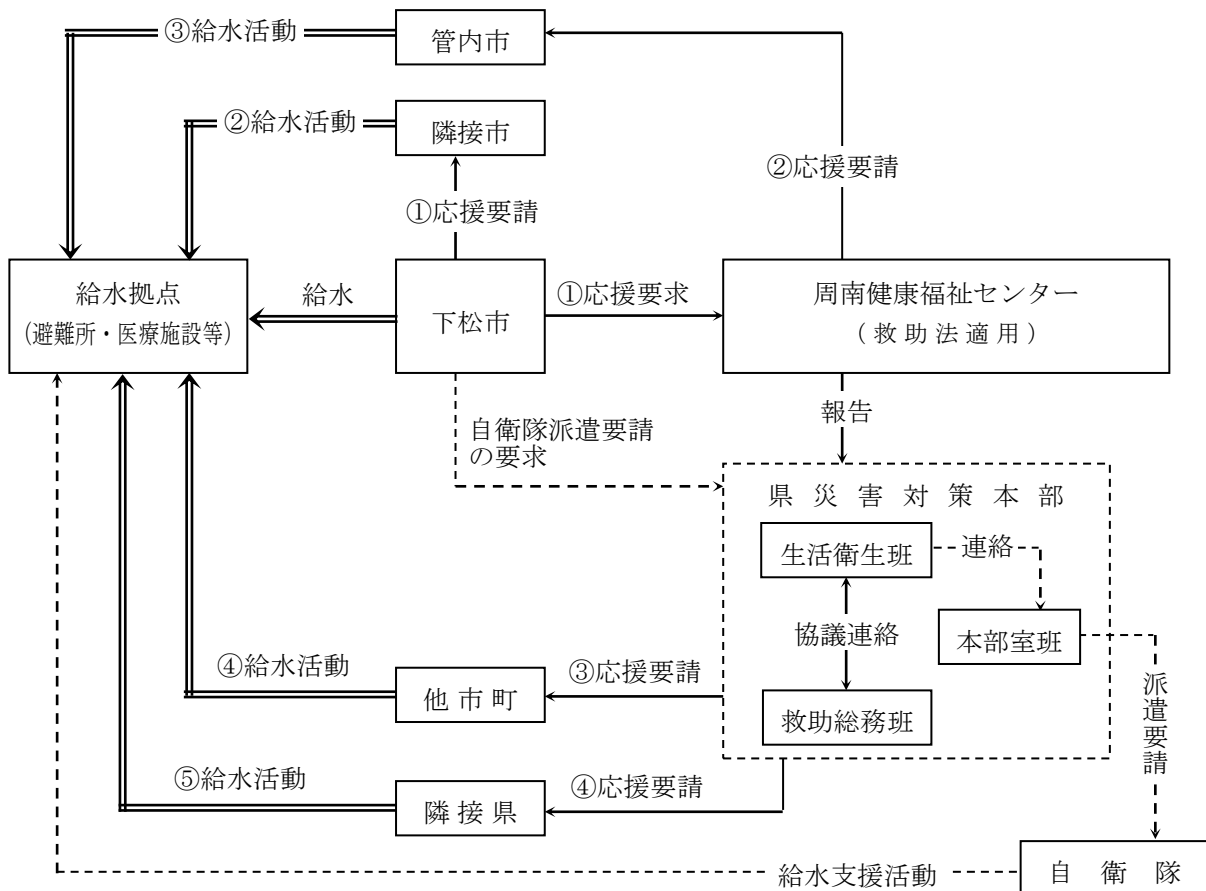 ③給水活動
管内市
②給水活動
隣接市
②応援要請
①応援要請
給水拠点
(避難所・医療施設等)
給水
下松市
①応援要求
周南健康福祉センター
(救助法適用)
報告
自衛隊派遣要請
の要求
県災害対策本部
生活衛生班
連絡
協議連絡
本部室班
救助総務班
派遣要請
④給水活動
他市町
③応援要請
⑤給水活動
隣接県
④応援要請
給水支援活動
自衛隊